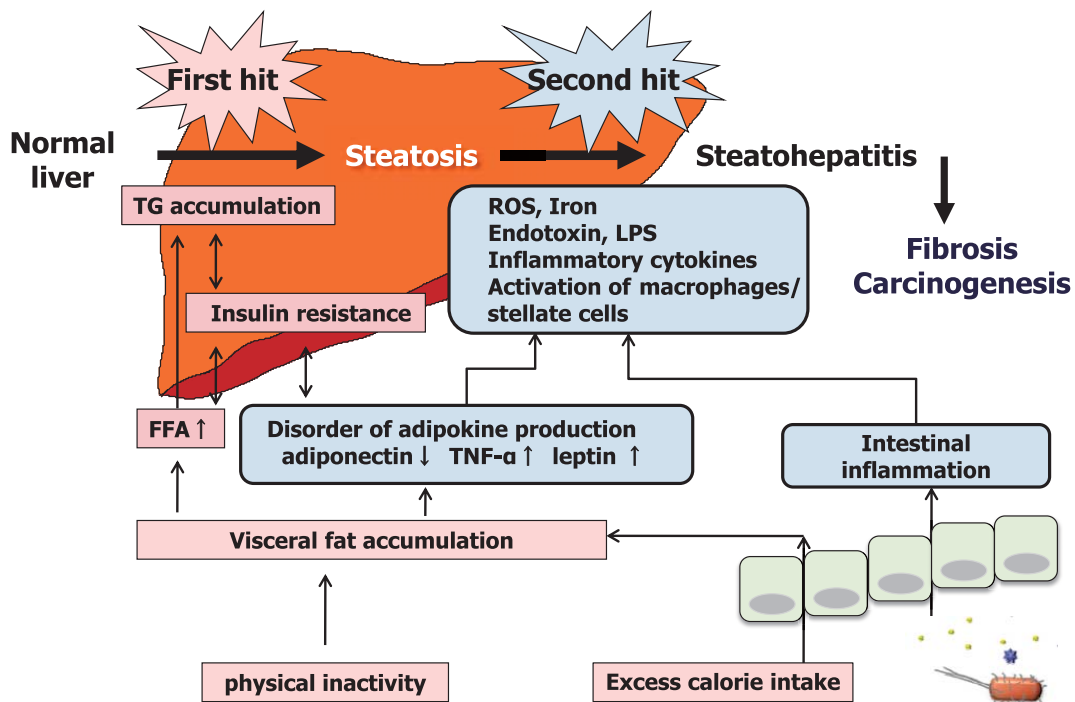 First hit
Second hit
Normal
liver
Steatosis
Steatohepatitis
TG accumulation
ROS, Iron
Endotoxin, LPS
Inflammatory cytokines
Activation of macrophages/
stellate cells
Fibrosis
Carcinogenesis
Insulin resistance
FFA ↑
Disorder of adipokine production
adiponectin ↓ TNF-α ↑ leptin ↑
Intestinal
inflammation
Visceral fat accumulation
physical inactivity
Excess calorie intake